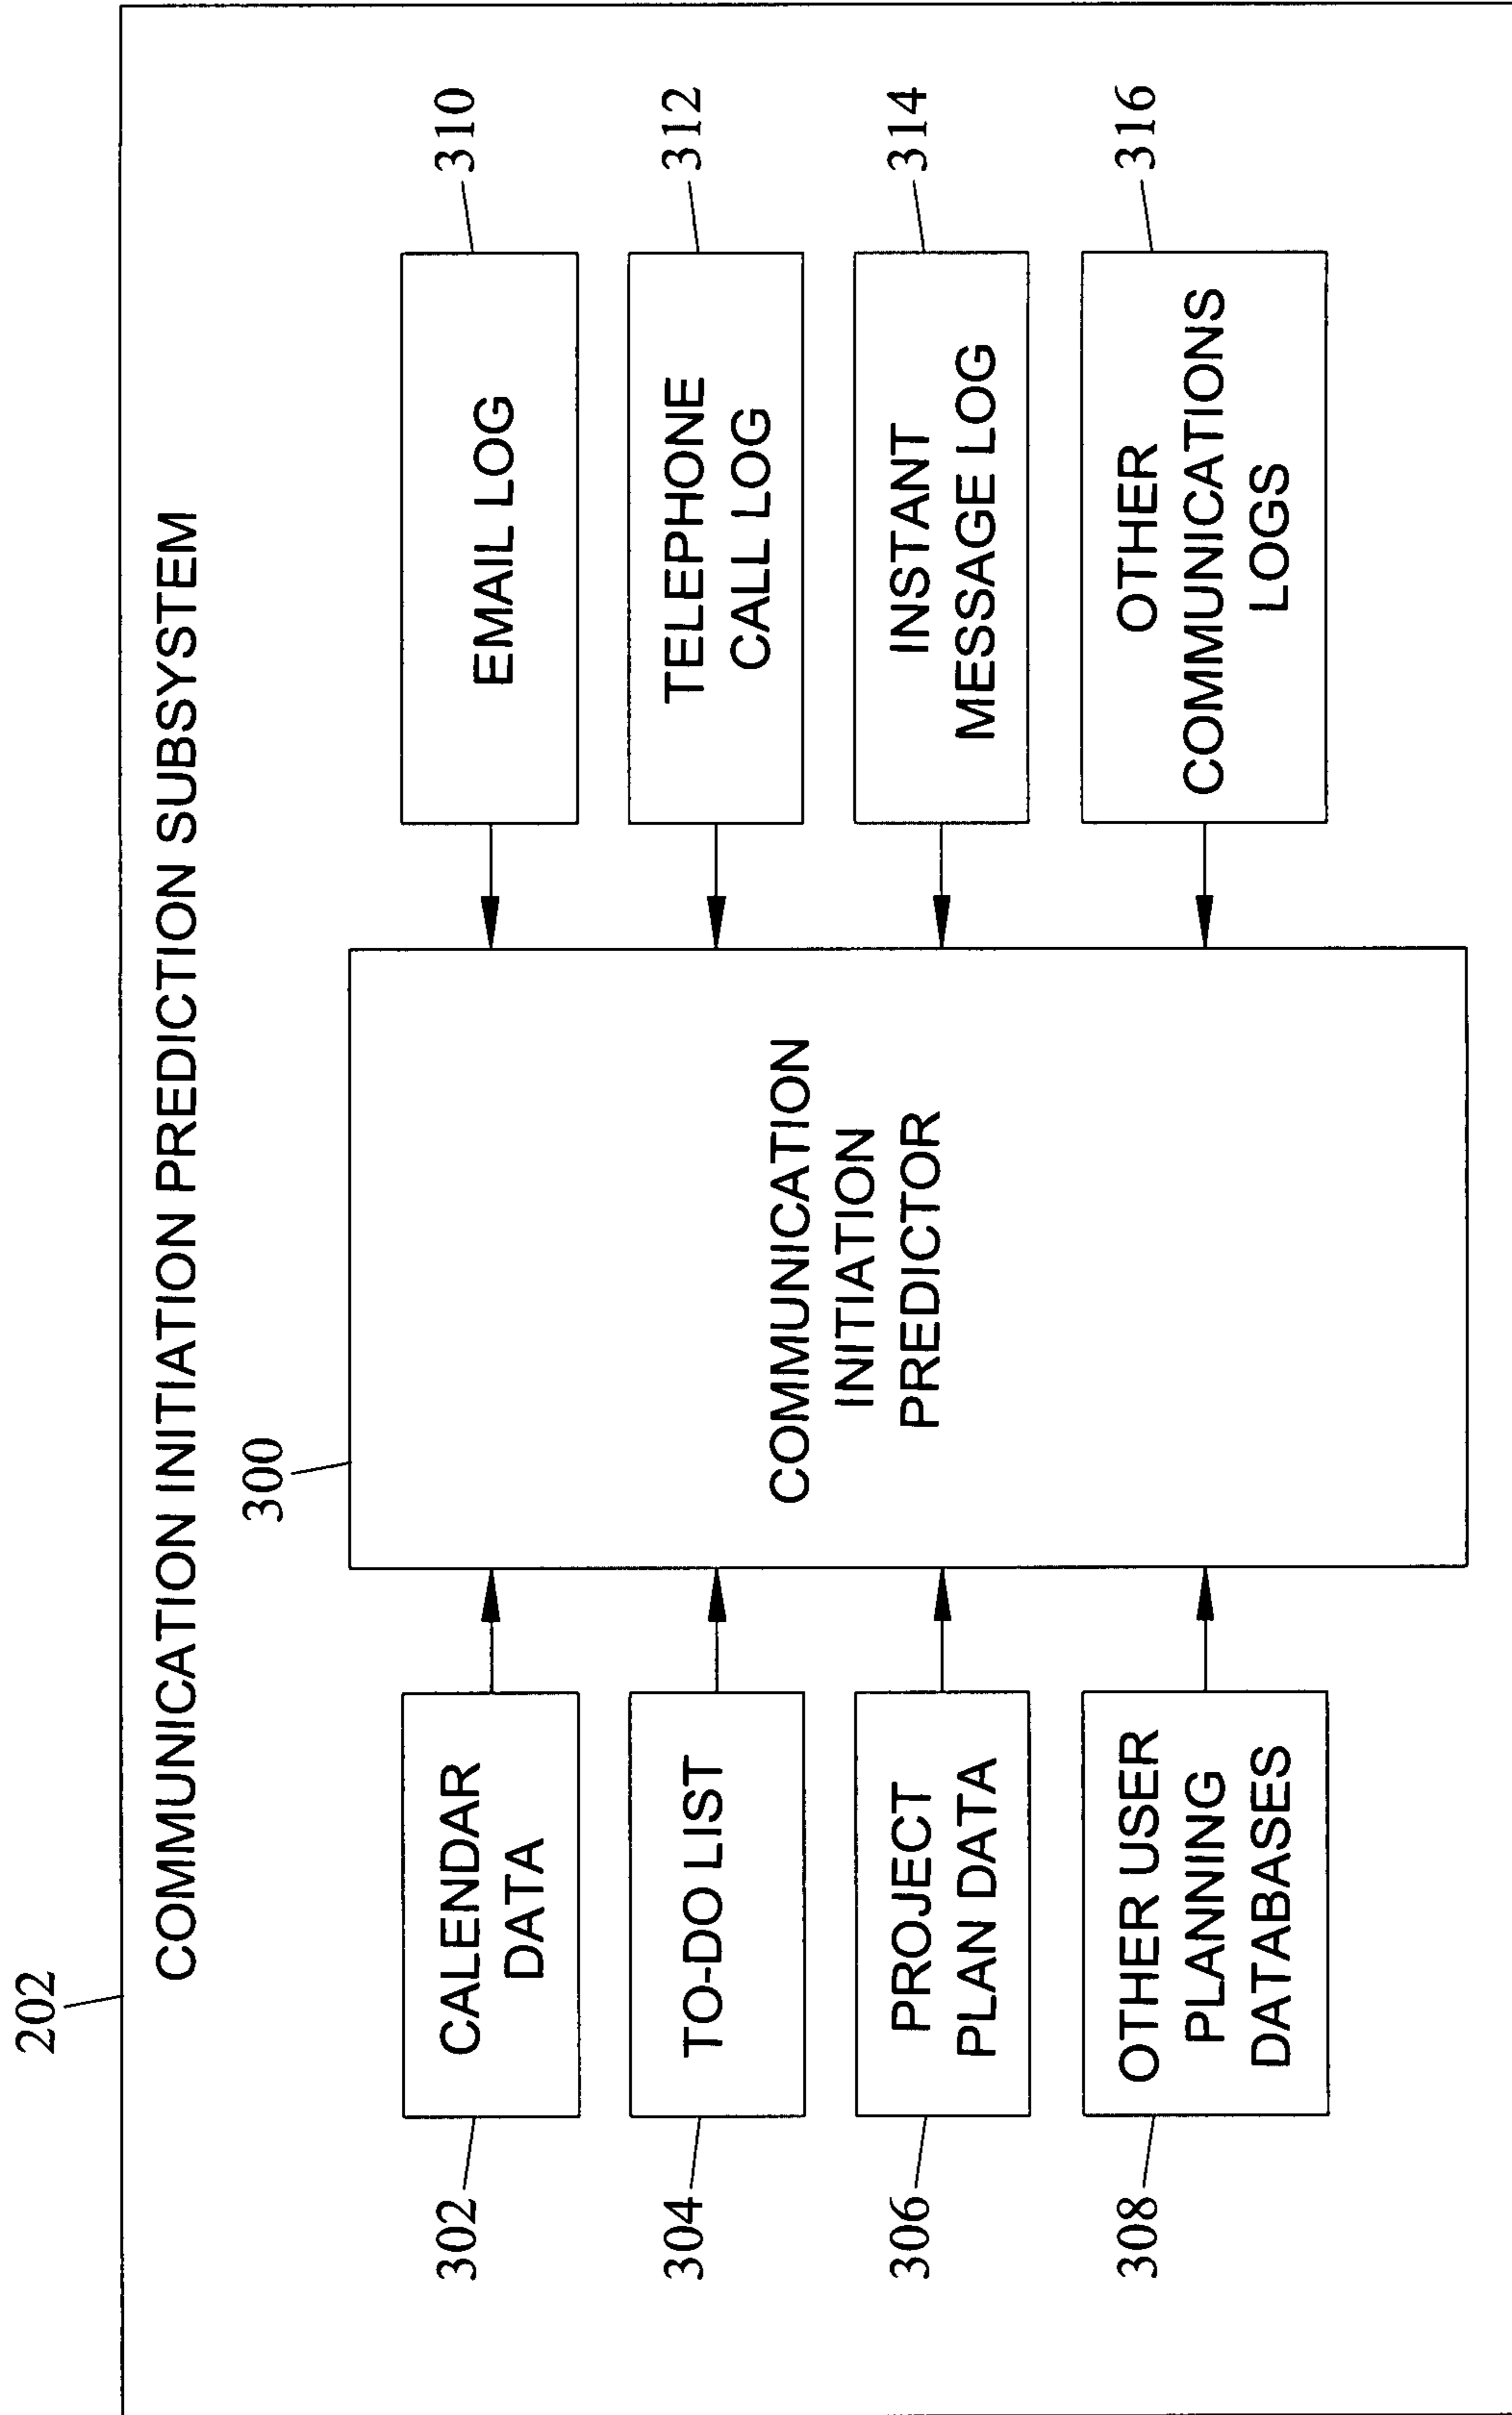 202
COMMUNICATION INITIATION PREDICTION SUBSYSTEM
300
302
CALENDAR
DATA
304
TO-DO LIST
306
PROJECT
PLAN DATA
308
OTHER USER
PLANNING
DATABASES
COMMUNICATION
INITIATION
PREDICTOR
EMAIL LOG
310
TELEPHONE
CALL LOG
312
INSTANT
MESSAGE LOG
314
OTHER
COMMUNICATIONS
LOGS
316